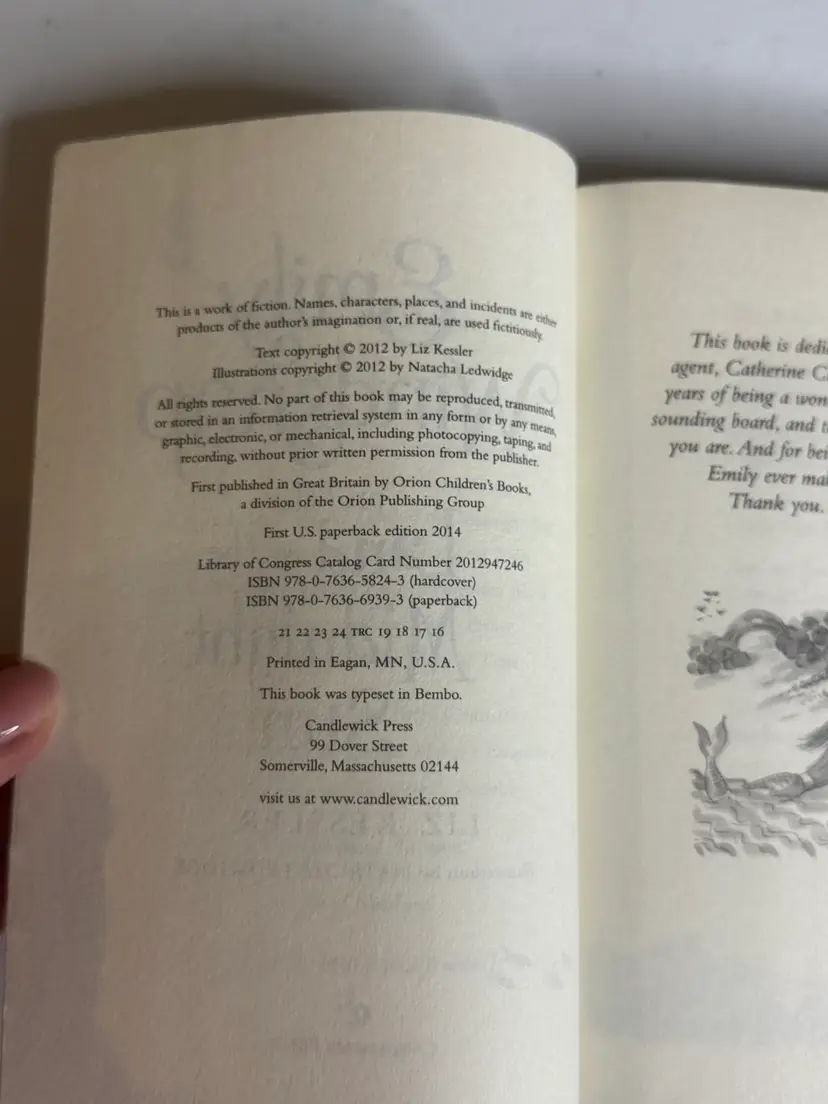 This is a work of fiction. Names, characters, places, and incidents are either
products of the author's imagination or, if real, are used fictitiously.
Text copyright © 2012 by Liz Kessler
Illustrations copyright © 2012 by Natacha Ledwidge
All rights reserved. No part of this book may be reproduced, transmitted,
or stored in an information retrieval system in any form or by any means,
graphic, electronic, or mechanical, including photocopying, taping, and
recording, without prior written permission from the publisher.
First published in Great Britain by Orion Children's Books,
a division of the Orion Publishing Group
First U.S. paperback edition 2014
Library of Congress Catalog Card Number 2012947246
ISBN 978-0-7636-5824-3 (hardcover)
ISBN 978-0-7636-6939-3 (paperback)
21 22 23 24 TRC 19 18 17 16
Printed in Eagan, MN, U.S.A.
This book was typeset in Bembo.
Candlewick Press
99 Dover Street
Somerville, Massachusetts 02144
visit us at www.candlewick.com
This book is
agent, Catherine
years of being a
sounding board, and
you are. And for
Emily ever
Thank you.